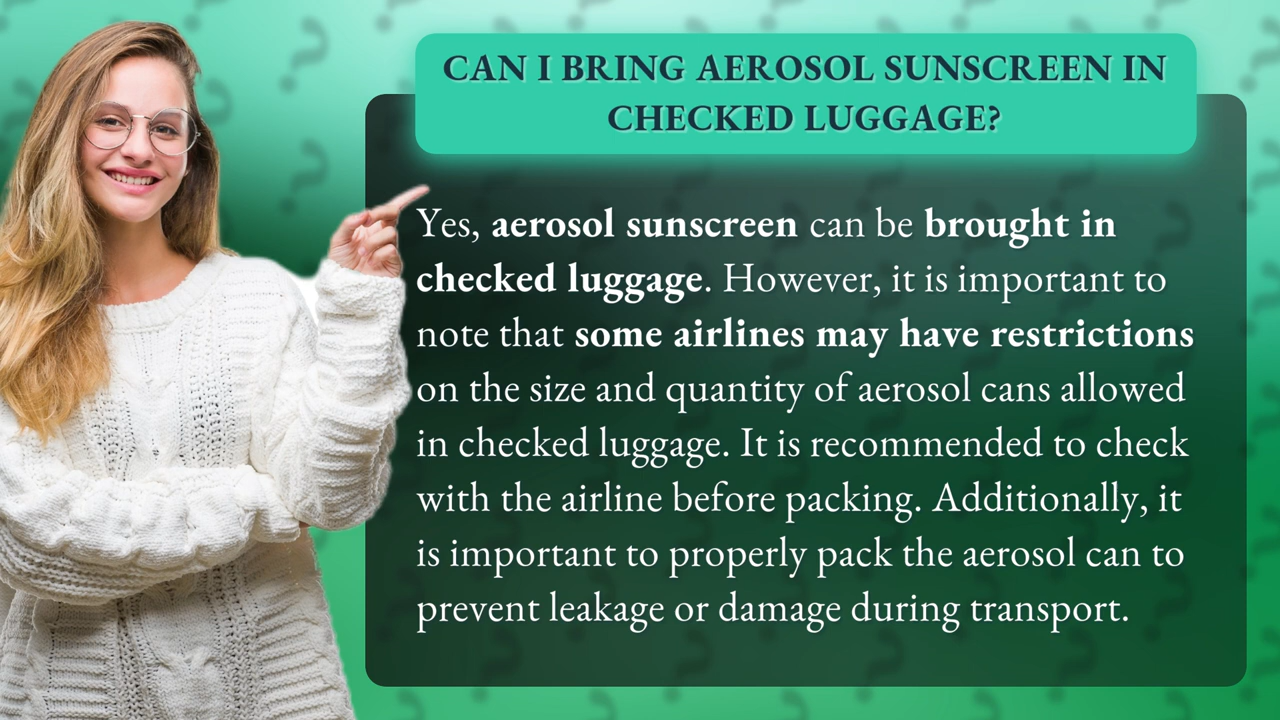 CAN I BRING AEROSOL SUNSCREEN IN
CHECKED LUGGAGE?
Yes, aerosol sunscreen can be brought in
checked luggage. However, it is important to
note that some airlines may have restrictions
on the size and quantity of aerosol cans allowed
in checked luggage. It is recommended to check
with the airline before packing. Additionally, it
is important to properly pack the aerosol can to
prevent leakage or damage during transport.